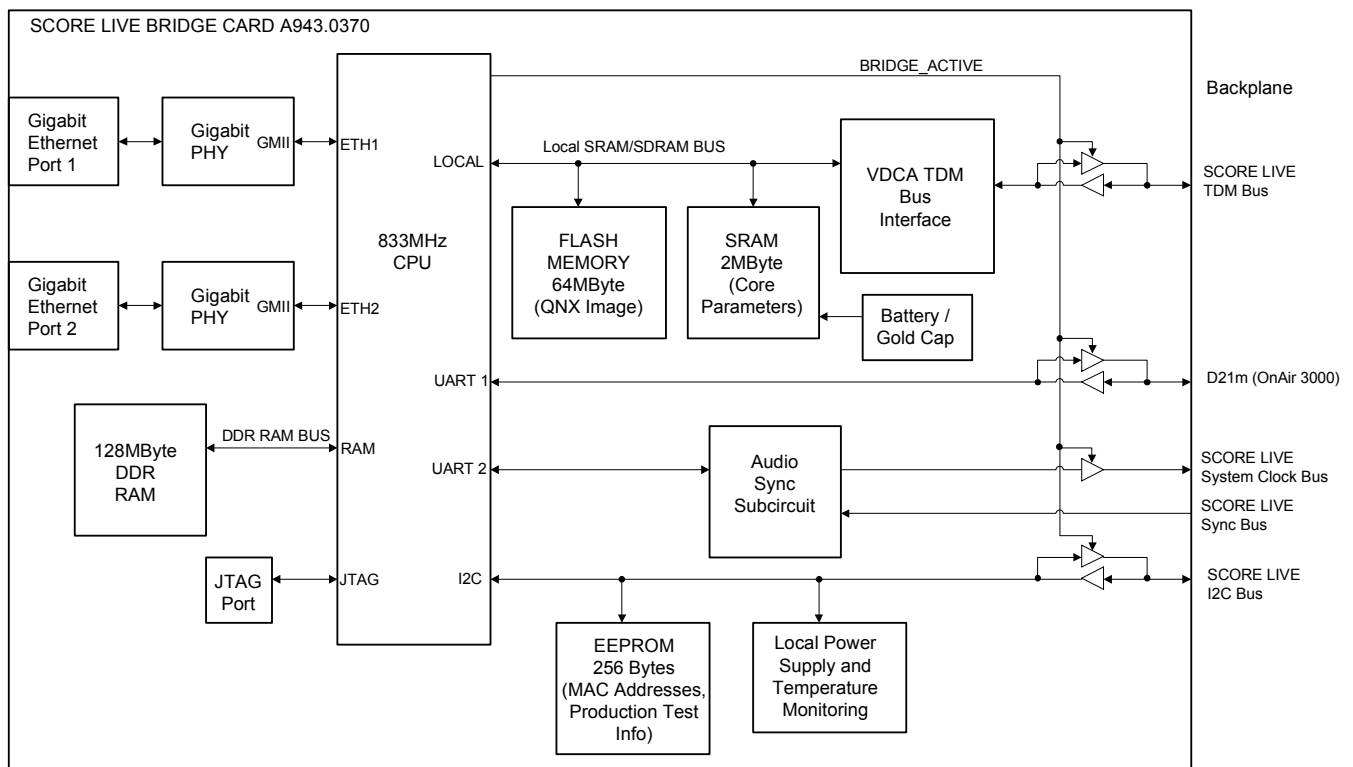 SCORE LIVE BRIDGE CARD A943.0370
BRIDGE_ACTIVE
Backplane
Gigabit
Ethernet
Port 1
Gigabit
PHY
GMII
ETH1
LOCAL
Local SRAM/SDRAM BUS
VDCA TDM
Bus
Interface
SCORE LIVE
TDM Bus
833MHz
CPU
FLASH
MEMORY
64MByte
(QNX Image)
SRAM
2MByte
(Core
Parameters)
Battery /
Gold Cap
Gigabit
Ethernet
Port 2
Gigabit
PHY
GMII
ETH2
UART 1
D21m (OnAir 3000)
128MByte
DDR
RAM
DDR RAM BUS
RAM
UART 2
Audio
Sync
Subcircuit
SCORE LIVE
System Clock Bus
SCORE LIVE
Sync Bus
JTAG
Port
JTAG
I2C
SCORE LIVE
I2C Bus
EEPROM
256 Bytes
(MAC Addresses,
Production Test
Info)
Local Power
Supply and
Temperature
Monitoring